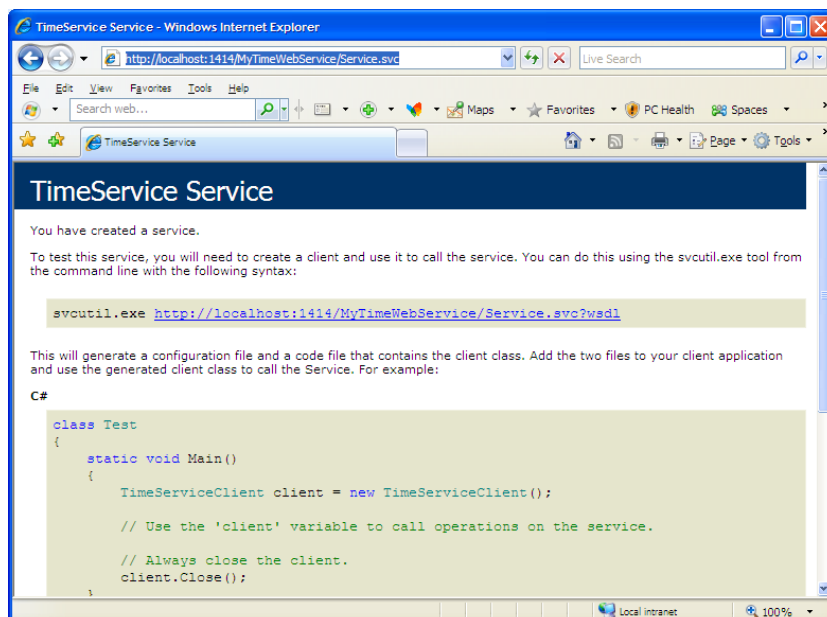 TimeService Service - Windows Internet Explorer
http://localhost:1414/MyTimeWebService/Service.svc
Live Search
File Edit View Favorites Tools Help
Search web...
Maps
Favorites
PC Health
Spaces
TimeService Service
Page
Tools
TimeService Service
You have created a service.
To test this service, you will need to create a client and use it to call the service. You can do this using the svcutil.exe tool from
the command line with the following syntax:
svcutil.exe http://localhost:1414/MyTimeWebService/Service.svc?wsdl
This will generate a configuration file and a code file that contains the client class. Add the two files to your client application
and use the generated client class to call the Service. For example:
C#
class Test
{
static void Main()
{
TimeServiceClient client = new TimeServiceClient();
// Use the 'client' variable to call operations on the service.
// Always close the client.
client.Close();
}
Local intranet
100%